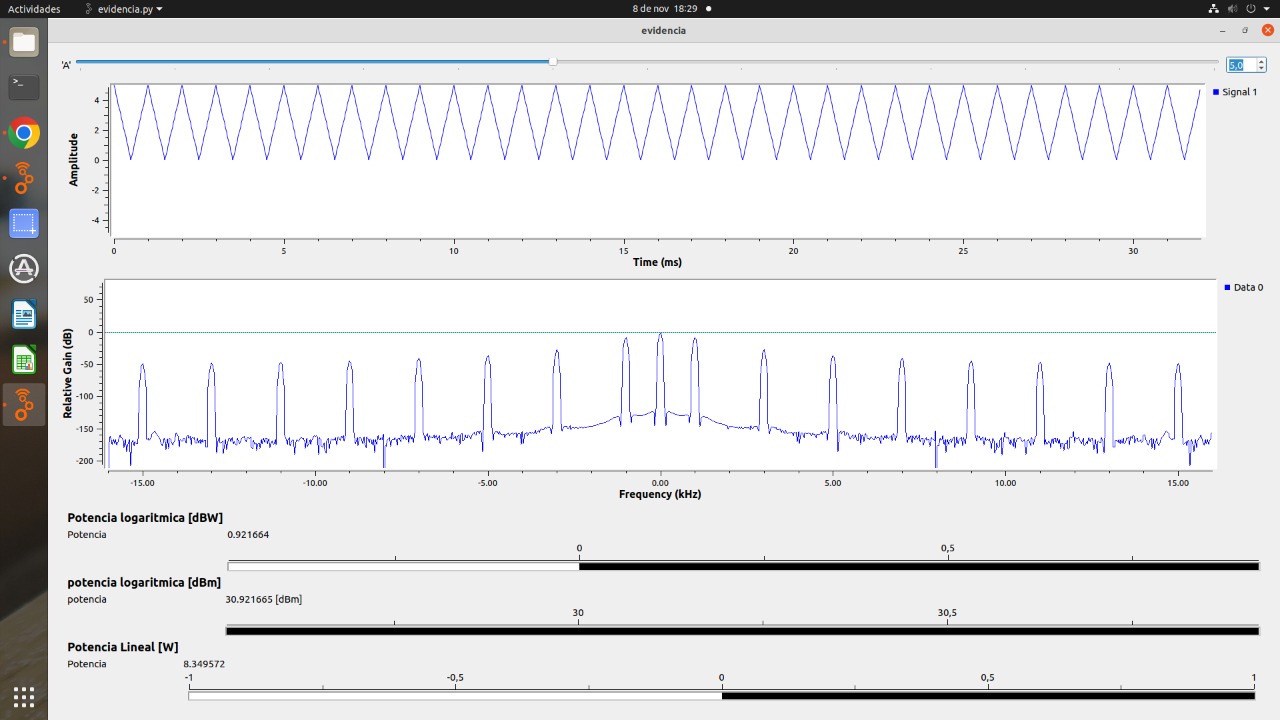 Actividades evidencia.py 8 de nov 18:29
evidencia
'A' 5,0
Signal 1
4
2
0
-2
-4
Amplitude
0 5 10 15 20 25 30
Time (ms)
Data 0
50
0
-50
-100
-150
-200
Relative Gain (dB)
-15.00 -10.00 -5.00 0.00 5.00 10.00 15.00
Frequency (kHz)
Potencia logaritmica [dBW]
Potencia 0.921664
0 0,5
potencia logaritmica [dBm]
potencia 30.921665 [dBm]
30 30,5
Potencia Lineal [W]
Potencia 8.349572
-1 -0,5 0 0,5 1